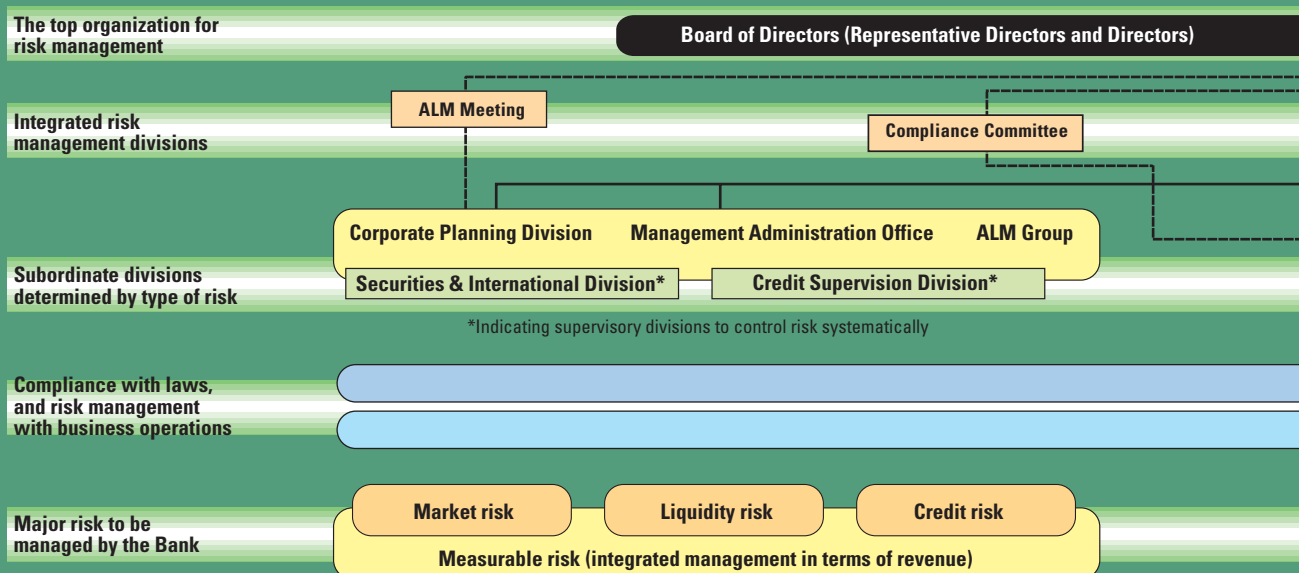 The top organization for
risk management
Board of Directors (Representative Directors and Directors)
ALM Meeting
Integrated risk
management divisions
Compliance Committee
Corporate Planning Division
Management Administration Office
ALM Group
Subordinate divisions
determined by type of risk
Securities & International Division*
Credit Supervision Division*
*Indicating supervisory divisions to control risk systematically
Compliance with laws,
and risk management
with business operations
Major risk to be
managed by the Bank
Market risk
Liquidity risk
Credit risk
Measurable risk (integrated management in terms of revenue)